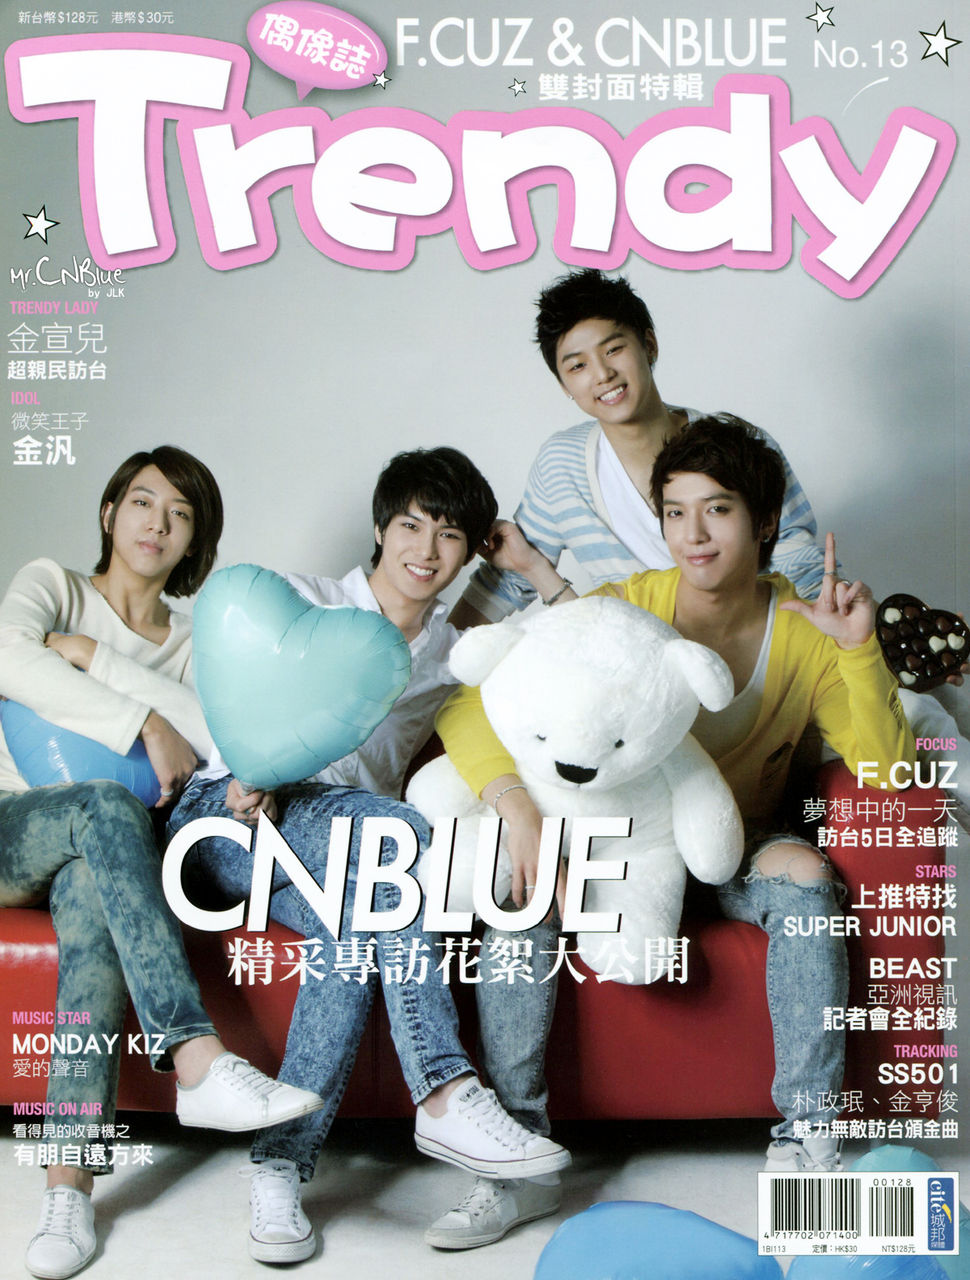 新台幣$128元 港幣$30元
偶像誌
F.CUZ & CNBLUE No.13
雙封面特輯
Trendy
Mr.CNBlue
by JLK
TRENDY LADY
金宣兒
超親民訪台
IDOL
微笑王子
金汎
CNBLUE
精采專訪花絮大公開
FOCUS
F.CUZ
夢想中的一天
訪台5日全追蹤
STARS
上推特找
SUPER JUNIOR
BEAST
亞洲視訊
記者會全紀錄
TRACKING
SS501
朴政珉、金亨俊
魅力無敵訪台頒金曲
MUSIC STAR
MONDAY KIZ
愛的聲音
MUSIC ON AIR
看得見的收音機之
有朋自遠方來
00128
4 717702 071400
1BI113 定價：HK$30 NT$128元
cité城邦
媒體